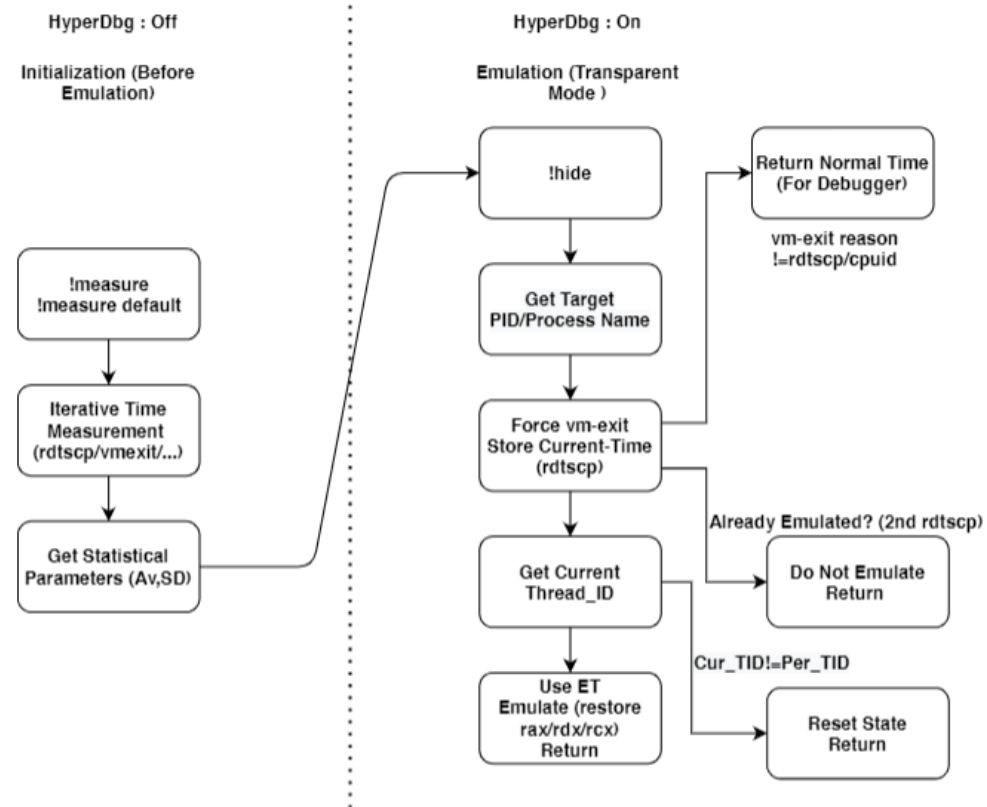 HyperDbg : Off
Initialization (Before
Emulation)
!measure
!measure default
Iterative Time
Measurement
(rdtscp/vmexit/...)
Get Statistical
Parameters (Av,SD)
HyperDbg : On
Emulation (Transparent
Mode )
!hide
Get Target
PID/Process Name
Force vm-exit
Store Current-Time
(rdtscp)
Get Current
Thread_ID
Use ET
Emulate (restore
rax/rdx/rcx)
Return
Return Normal Time
(For Debugger)
vm-exit reason
!=rdtscp/cpuid
Already Emulated? (2nd rdtscp)
Do Not Emulate
Return
Cur_TID!=Per_TID
Reset State
Return